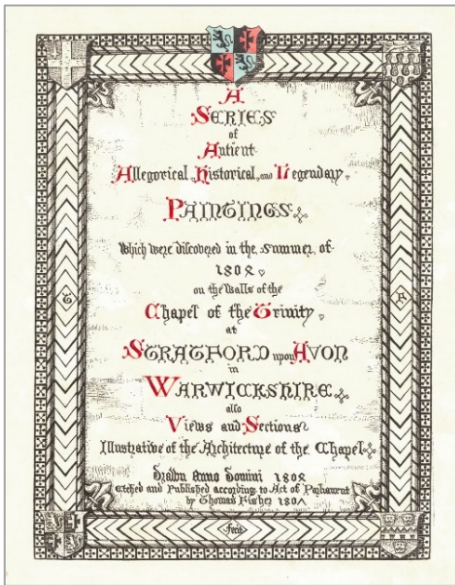 A
SERIES
of
Antient
Allegorical, Historical, and Legendary,
PAINTINGS
Which were discovered in the Summer of
1804
on the Walls of the
Chapel of the Trinity,
at
STRATFORD upon AVON
in
WARWICKSHIRE
also
Views and Sections
Illustrative of the Architecture of the Chapel
Drawn Anno Domini 1804
Etched and Published according to Act of Parliament
by Thomas Fisher 180
fecit